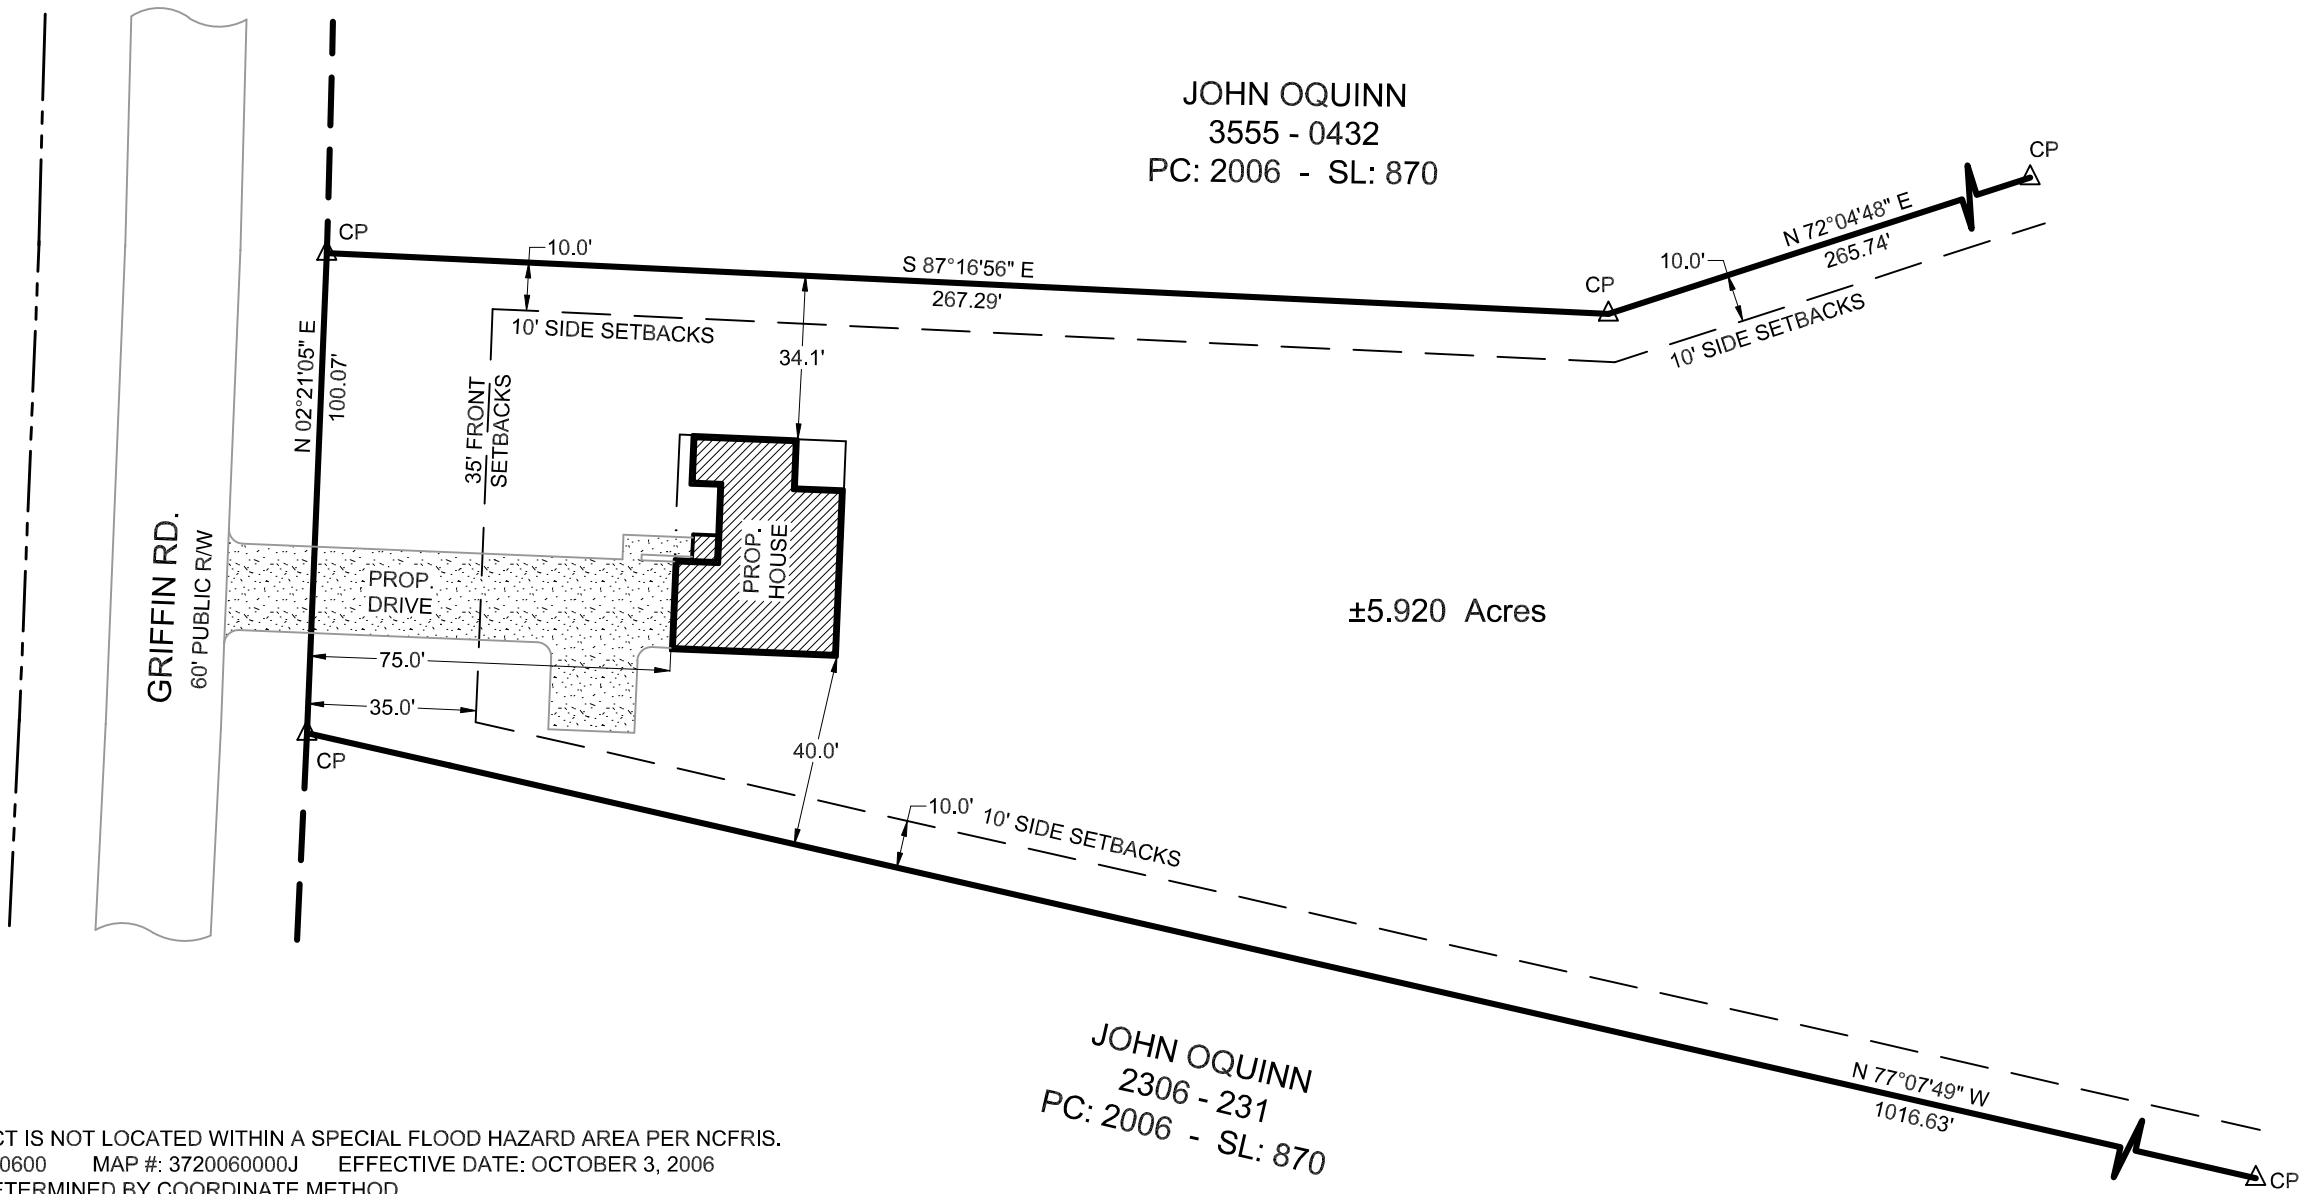 JOHN OQUINN
3555 - 0432
PC: 2006 - SL: 870
CP
CP
CP
10.0'
S 87°16'56" E
267.29'
10' SIDE SETBACKS
N 72°04'48" E
265.74'
10.0'
10' SIDE SETBACKS
34.1'
N 02°21'05" E
100.07'
35' FRONT
SETBACKS
GRIFFIN RD.
60' PUBLIC R/W
PROP.
DRIVE
PROP.
HOUSE
±5.920 Acres
75.0'
35.0'
CP
40.0'
10.0'
10' SIDE SETBACKS
JOHN OQUINN
2306 - 231
PC: 2006 - SL: 870
N 77°07'49" W
1016.63'
CP
CT IS NOT LOCATED WITHIN A SPECIAL FLOOD HAZARD AREA PER NCFRIS.
0600 MAP #: 3720060000J EFFECTIVE DATE: OCTOBER 3, 2006
ETERMINED BY COORDINATE METHOD